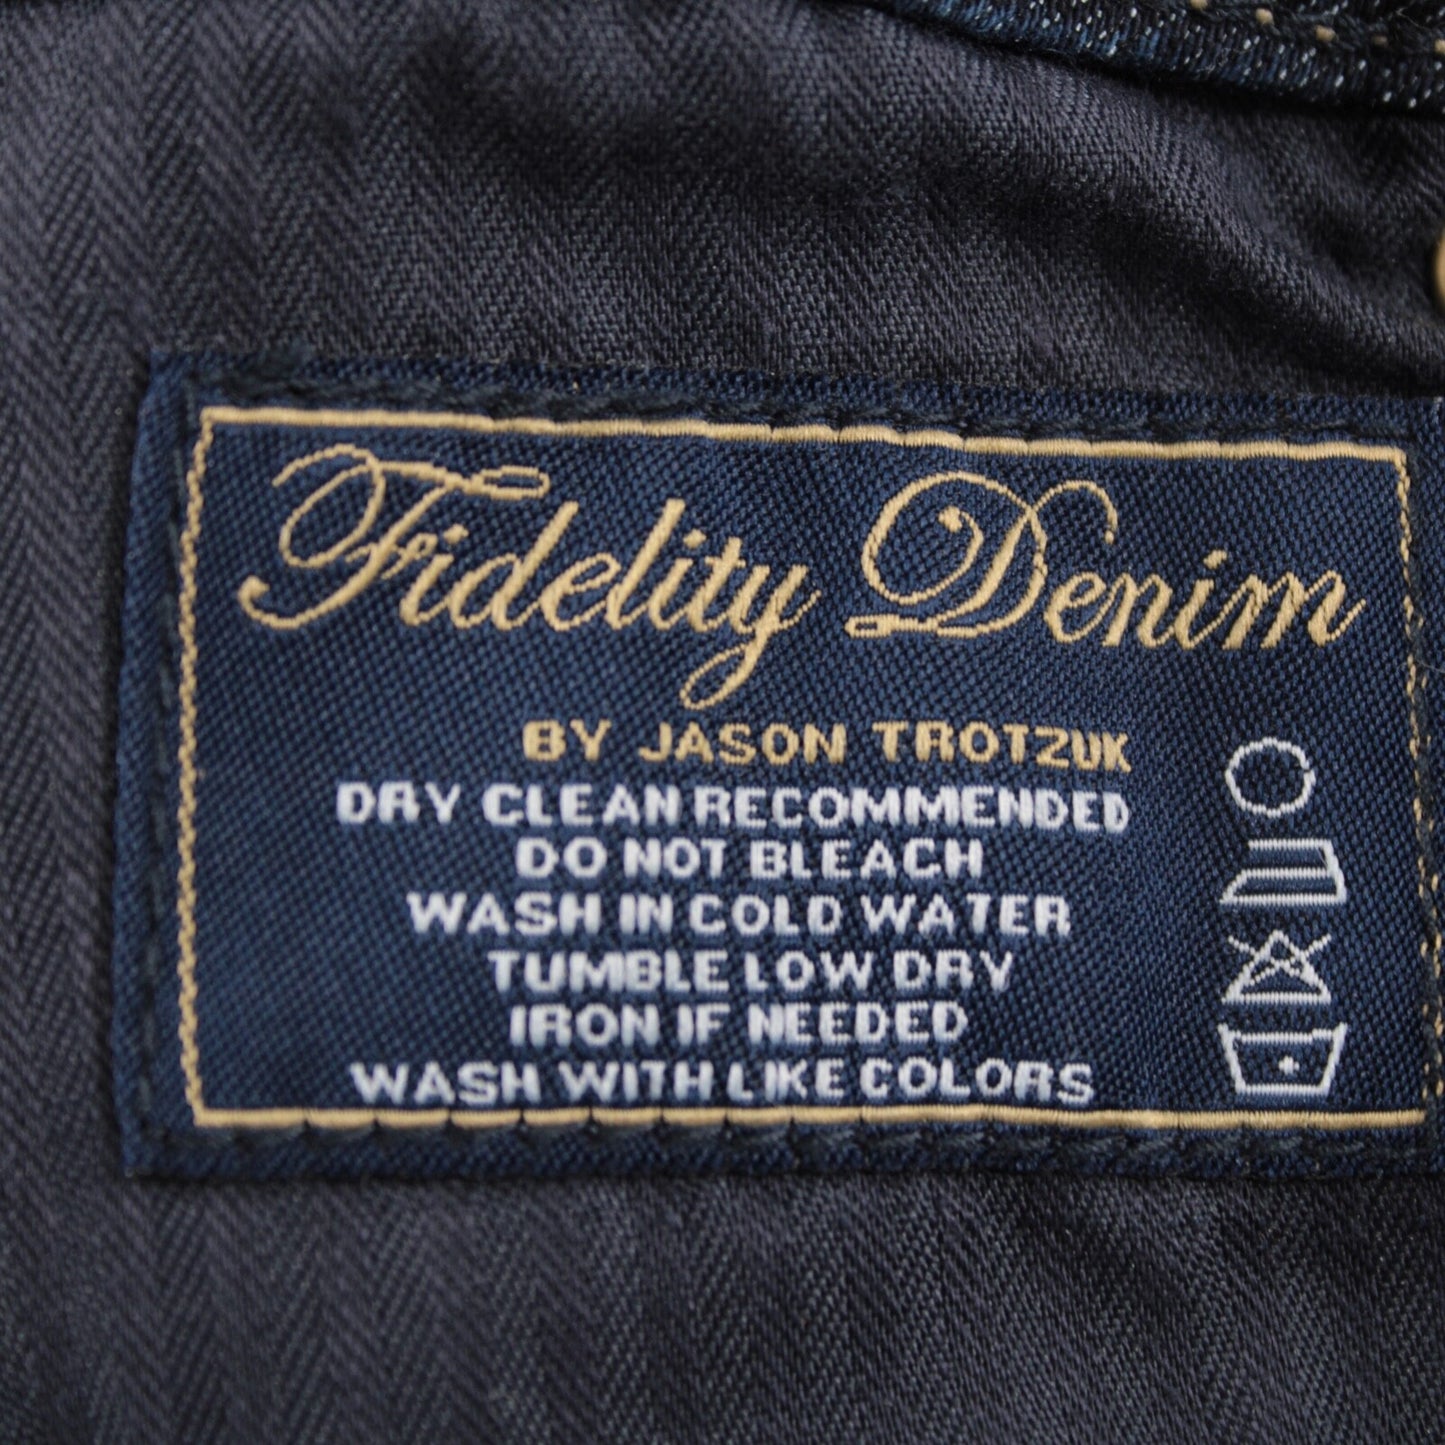 Fidelity Denim
BY JASON TROTZUK
DRY CLEAN RECOMMENDED
DO NOT BLEACH
WASH IN COLD WATER
TUMBLE LOW DRY
IRON IF NEEDED
WASH WITH LIKE COLORS